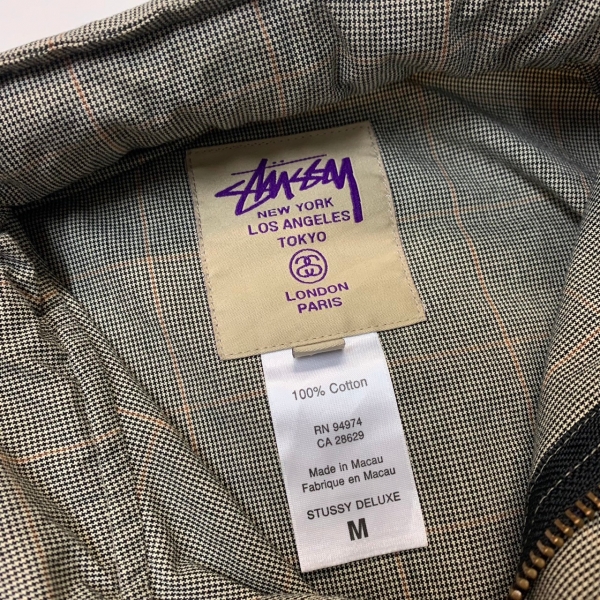 STÜSSY
NEW YORK
LOS ANGELES
TOKYO
SS
LONDON
PARIS
100% Cotton
RN 94974
CA 28629
Made in Macau
Fabrique en Macau
STUSSY DELUXE
M